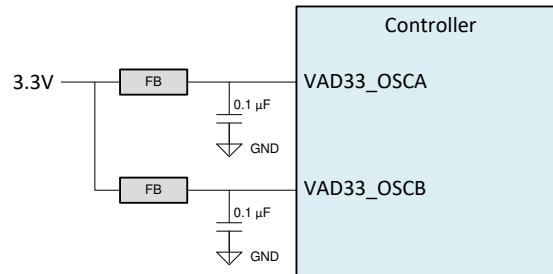 Controller
3.3V
FB
VAD33_OSCA
0.1 µF
GND
FB
VAD33_OSCB
0.1 µF
GND